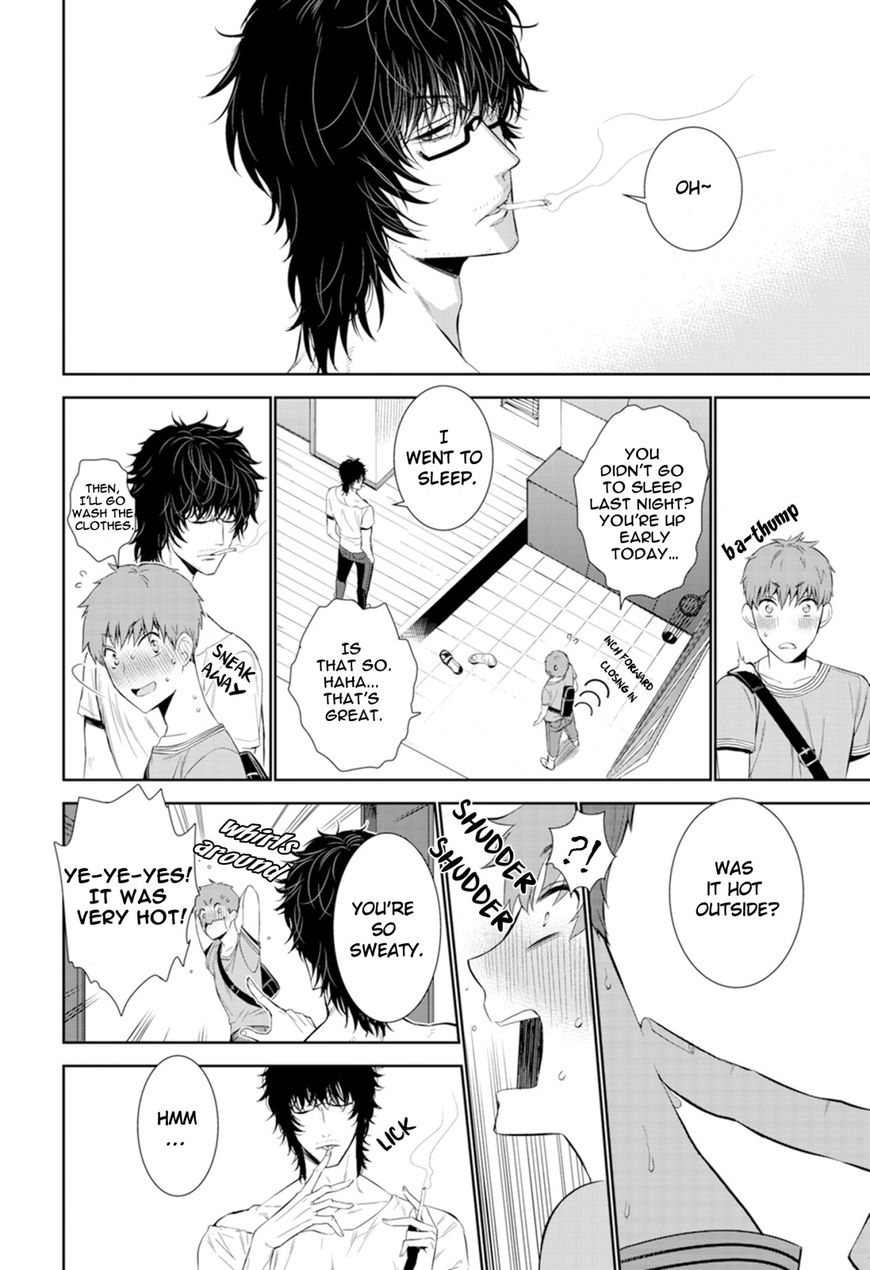 OH~
ba-thump
YOU
DIDN'T GO
TO SLEEP
LAST NIGHT?
YOU'RE UP
EARLY
TODAY...
I
WENT TO
SLEEP.
INCH FORWARD
CLOSING IN
IS
THAT SO.
HAHA...
THAT'S
GREAT.
THEN,
I'LL GO
WASH THE
CLOTHES.
SNEAK
AWAY
WAS
IT HOT
OUTSIDE?
?!
SHUDDER
SHUDDER
YOU'RE
SO
SWEATY.
whirls
around
YE-YE-YES!
IT WAS
VERY HOT!
LICK
HMM
...